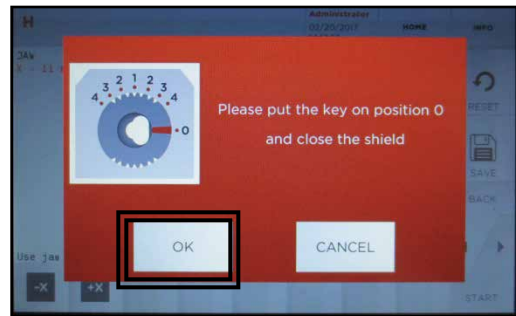 H
Administrator
02/20/2017
HOME
INFO
JAW
4 3 2 1 2 3 4
0
Please put the key on position 0
and close the shield
RESET
SAVE
BACK
OK
CANCEL
Use jaw
-X
+X
START